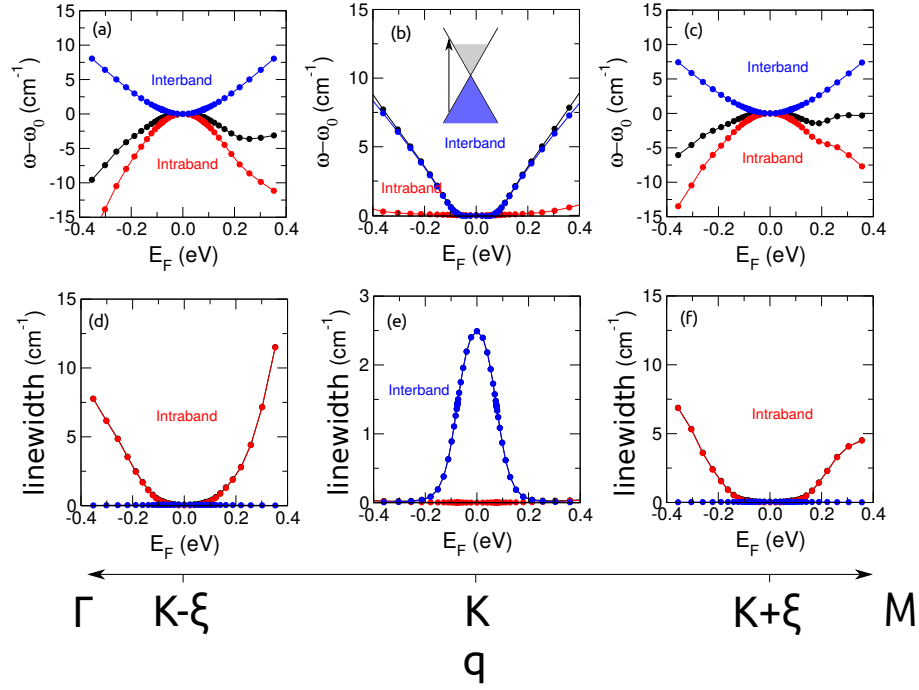 (a)
ω−ω₀ (cm⁻¹)
15
10
5
0
-5
-10
-15
Interband
Intraband
-0.4 -0.2 0.0 0.2 0.4
E_F (eV)
(b)
ω−ω₀ (cm⁻¹)
15
10
5
0
Interband
Intraband
-0.4 -0.2 0.0 0.2 0.4
E_F (eV)
(c)
ω−ω₀ (cm⁻¹)
15
10
5
0
-5
-10
-15
Interband
Intraband
-0.4 -0.2 0.0 0.2 0.4
E_F (eV)
(d)
linewidth (cm⁻¹)
15
10
5
0
Intraband
-0.4 -0.2 0.0 0.2 0.4
E_F (eV)
(e)
linewidth (cm⁻¹)
3
2
1
0
Interband
-0.4 -0.2 0.0 0.2 0.4
E_F (eV)
(f)
linewidth (cm⁻¹)
15
10
5
0
Intraband
-0.4 -0.2 0.0 0.2 0.4
E_F (eV)
Γ K-ξ K K+ξ M
q